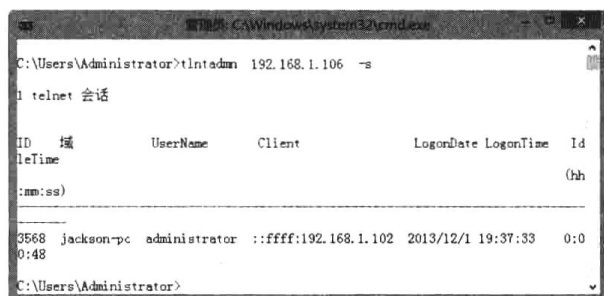 管理员: C:\Windows\system32\cmd.exe
C:\Users\Administrator>tlntadmn 192.168.1.106 -s
1 telnet 会话
ID 域 UserName Client LogonDate LogonTime Id
leTime
(hh
:mm:ss)
3568 jackson-pc administrator ::ffff:192.168.1.102 2013/12/1 19:37:33 0:0
0:48
C:\Users\Administrator>